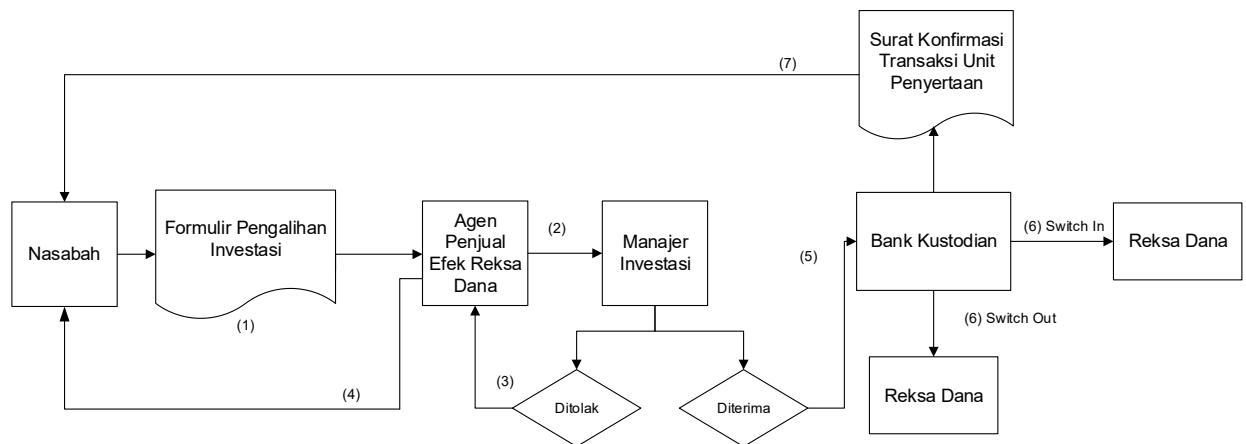 Surat Konfirmasi
Transaksi Unit
Penyertaan
(7)
Nasabah
Formulir Pengalihan
Investasi
(1)
Agen
Penjual
Efek Reksa
Dana
(2)
Manajer
Investasi
(3)
(4)
Ditolak
Diterima
(5)
Bank Kustodian
(6) Switch In
Reksa Dana
(6) Switch Out
Reksa Dana